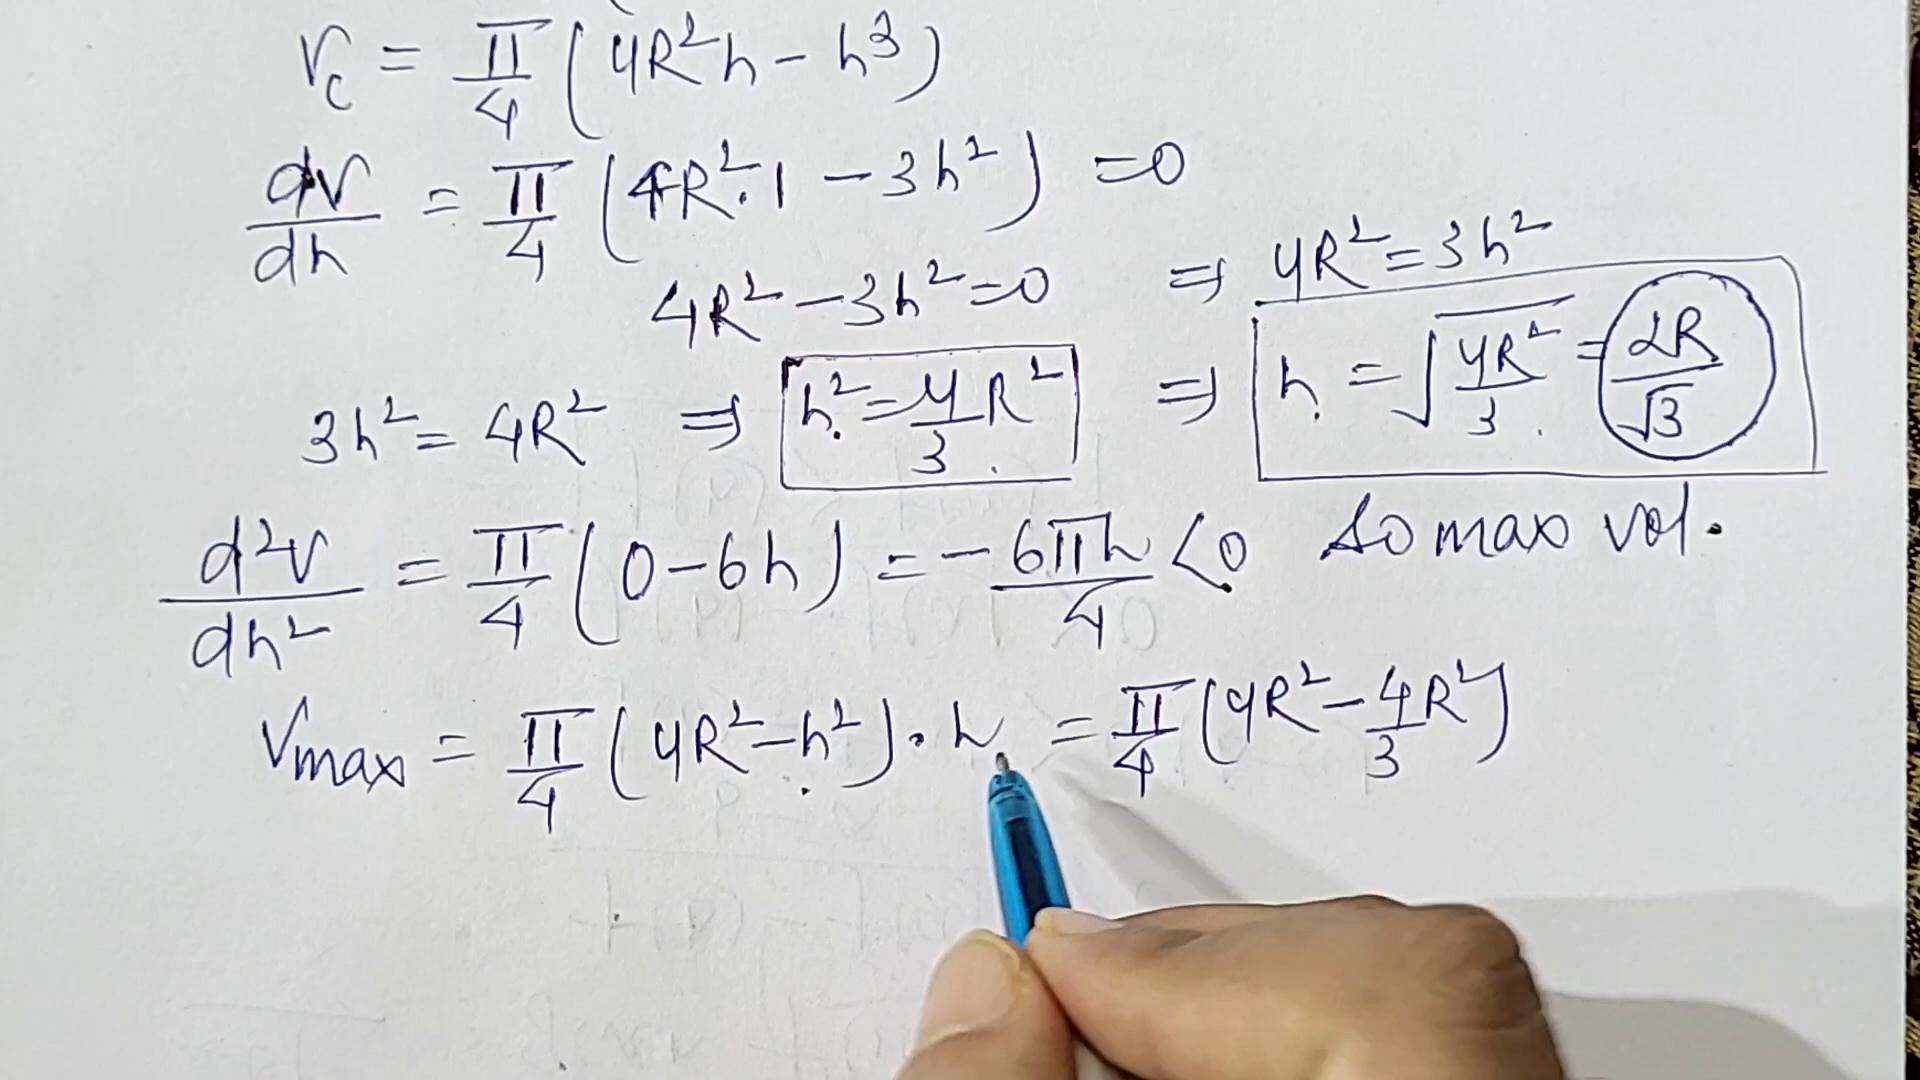 V_c = π/4 (4R²h - h³)
dv/dh = π/4 (4R²·1 - 3h²) = 0
4R² - 3h² = 0 ⇒ 4R² = 3h²
3h² = 4R² ⇒ h² = 4/3 R² ⇒ h = √(4R²/3) = 2R/√3
d²v/dh² = π/4 (0 - 6h) = - 6πh/4 < 0 So max vol.
Vmax = π/4 (4R² - h²) · h = π/4 (4R² - 4/3 R²)